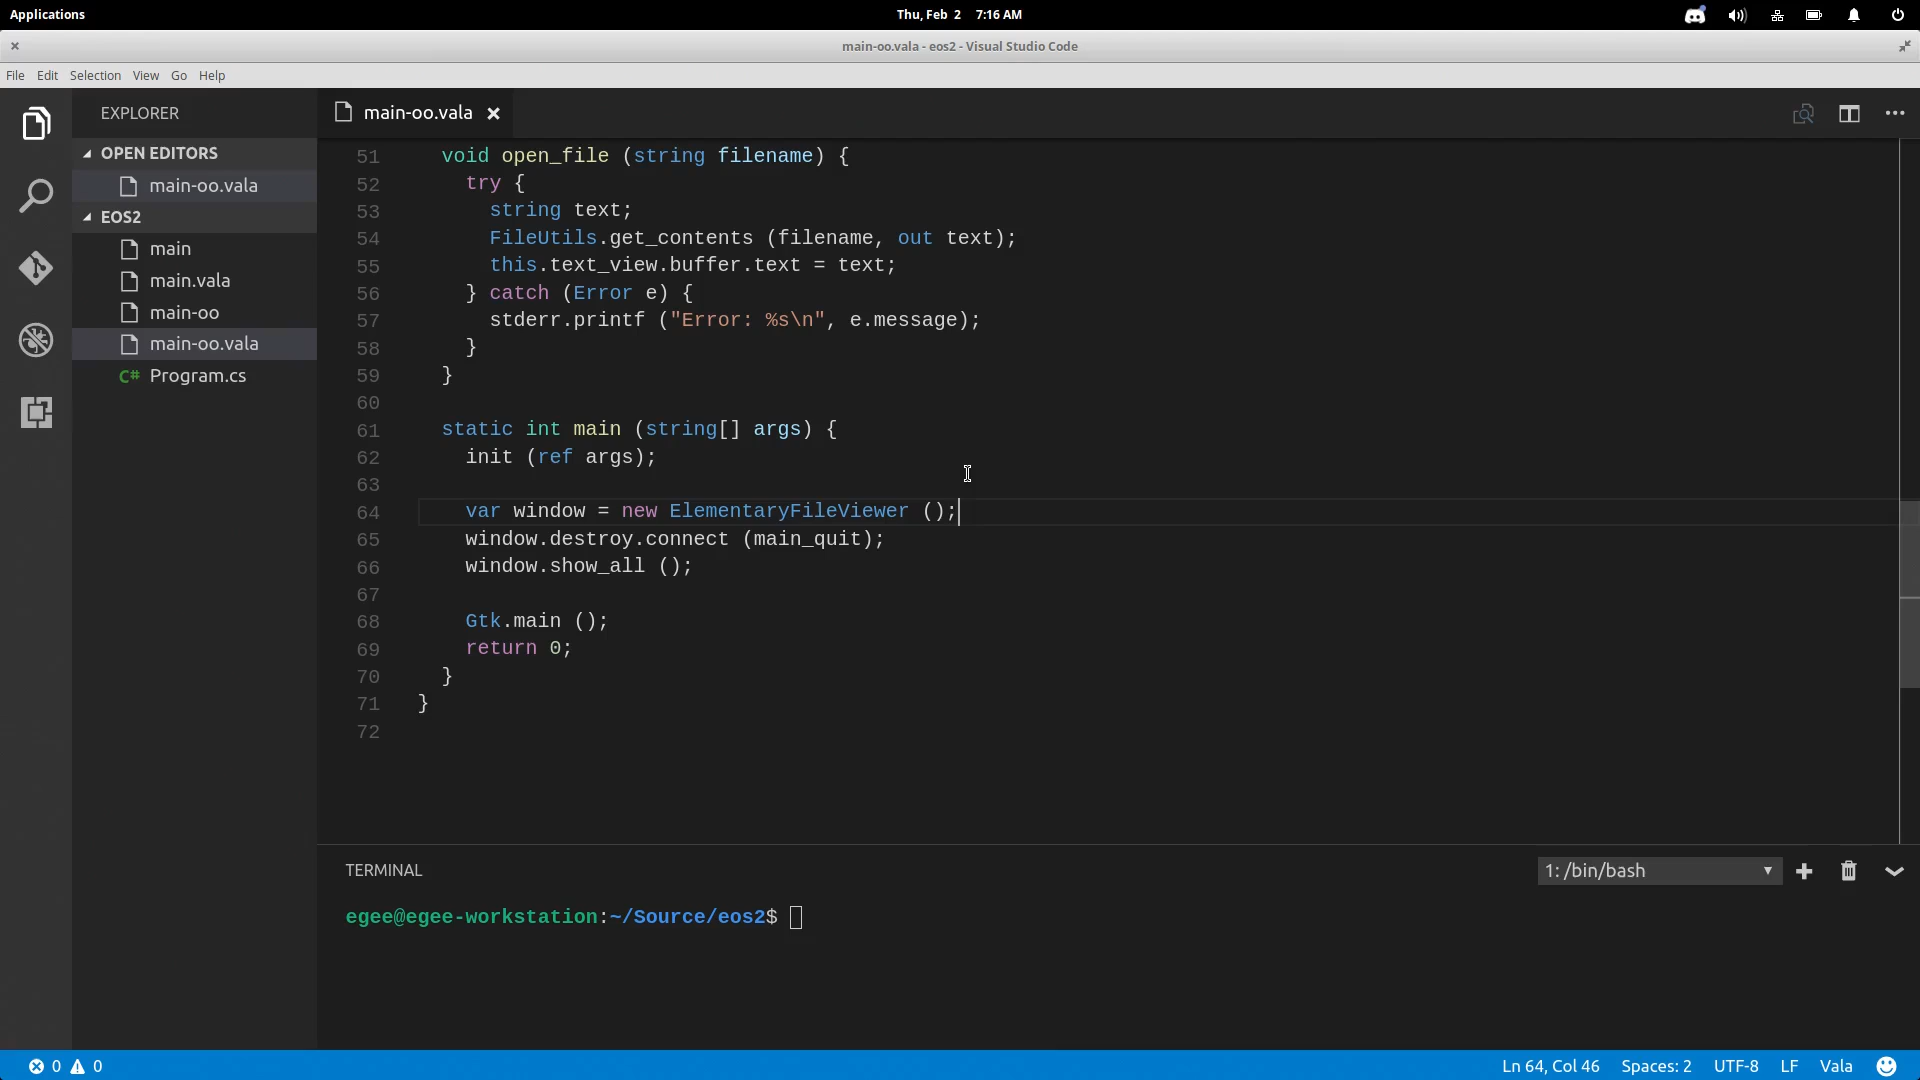 Applications
Thu, Feb 2 7:16 AM
main-oo.vala - eos2 - Visual Studio Code
File Edit Selection View Go Help
EXPLORER
OPEN EDITORS
main-oo.vala
EOS2
main
main.vala
main-oo
main-oo.vala
C# Program.cs
main-oo.vala
51 void open_file (string filename) {
52 try {
53 string text;
54 FileUtils.get_contents (filename, out text);
55 this.text_view.buffer.text = text;
56 } catch (Error e) {
57 stderr.printf ("Error: %s\n", e.message);
58 }
59 }
60
61 static int main (string[] args) {
62 init (ref args);
63
64 var window = new ElementaryFileViewer ();
65 window.destroy.connect (main_quit);
66 window.show_all ();
67
68 Gtk.main ();
69 return 0;
70 }
71 }
72
TERMINAL
1: /bin/bash
egee@egee-workstation:~/Source/eos2$
0 0
Ln 64, Col 46 Spaces: 2 UTF-8 LF Vala